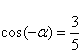 cos(−α) = 3/5